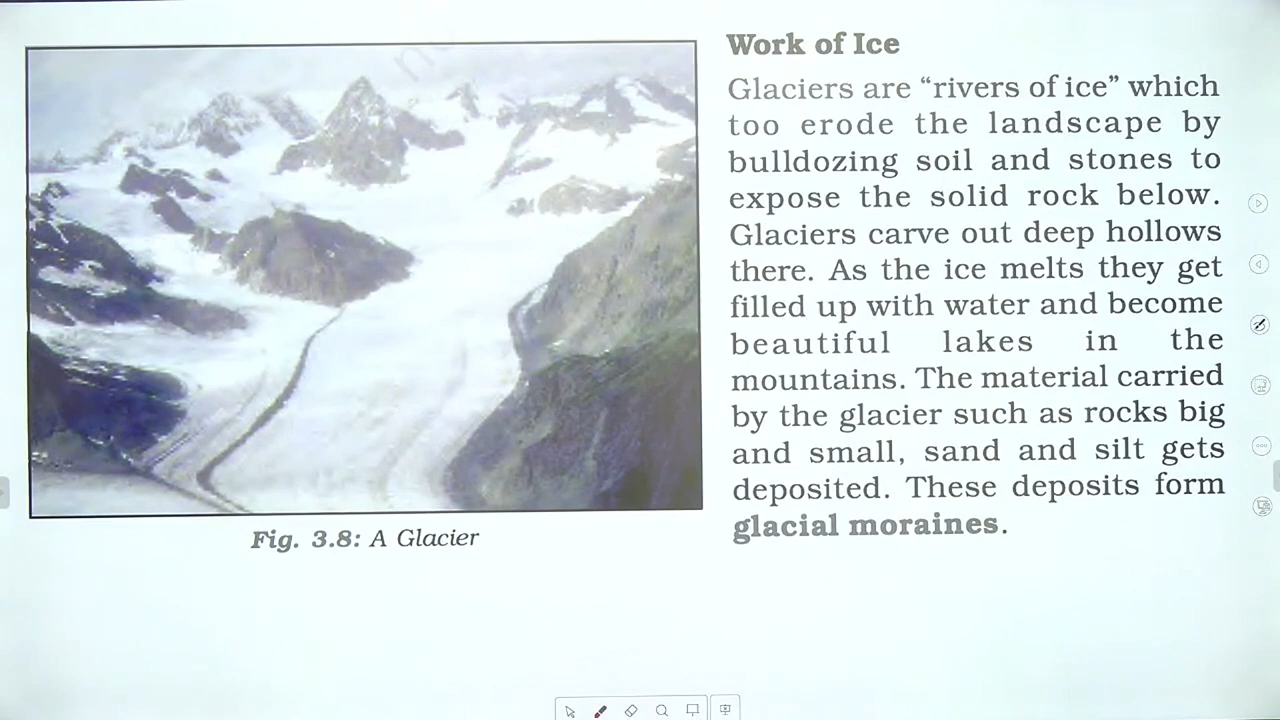 Work of Ice
Glaciers are “rivers of ice” which
too erode the landscape by
bulldozing soil and stones to
expose the solid rock below.
Glaciers carve out deep hollows
there. As the ice melts they get
filled up with water and become
beautiful lakes in the
mountains. The material carried
by the glacier such as rocks big
and small, sand and silt gets
deposited. These deposits form
glacial moraines.
Fig. 3.8: A Glacier